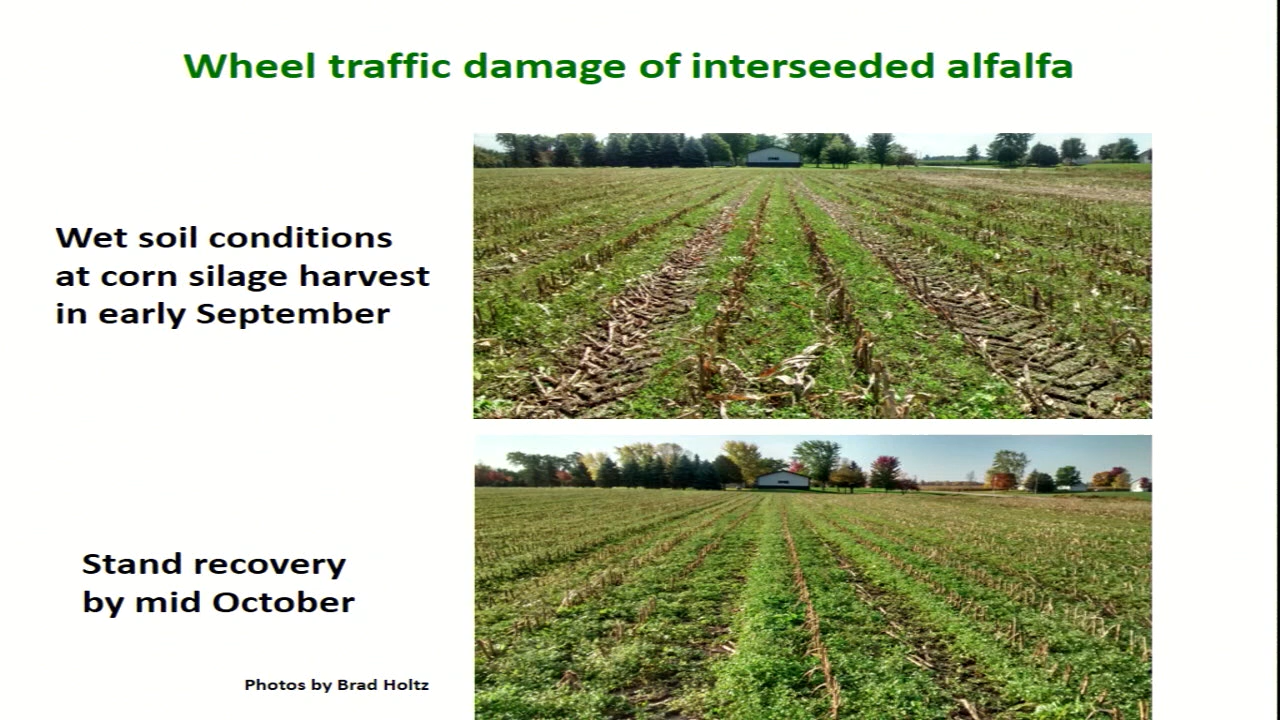 Wheel traffic damage of interseeded alfalfa
Wet soil conditions
at corn silage harvest
in early September
Stand recovery
by mid October
Photos by Brad Holtz